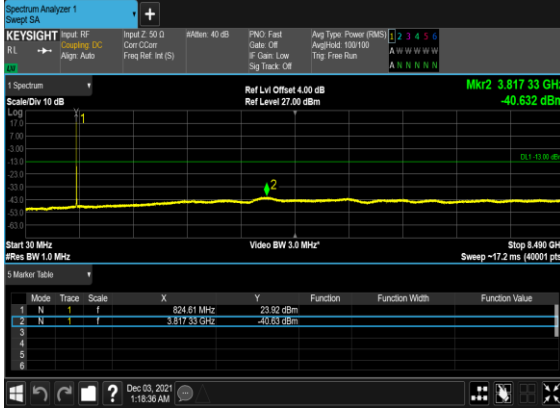 Spectrum Analyzer 1
Swept SA
+
KEYSIGHT Input: RF Input Z: 50 Ω #Atten: 40 dB PNO: Fast Avg Type: Power (RMS) 1 2 3 4 5 6
RL Coupling: DC Corr CCorr Gate: Off Avg|Hold: 100/100 A W W W W W
Align: Auto Freq Ref: Int (S) IF Gain: Low Trig: Free Run
Sig Track: Off A N N N N N
1 Spectrum Ref Lvl Offset 4.00 dB Mkr2 3.817 33 GHz
Scale/Div 10 dB Ref Level 27.00 dBm -40.632 dBm
Log
17.0
7.00
-3.00
-13.0
-23.0
-33.0
-43.0
-53.0
-63.0
1
DL1 -13.00 dBm
2
Start 30 MHz Video BW 3.0 MHz* Stop 8.490 GH
#Res BW 1.0 MHz Sweep ~17.2 ms (40001 pts
5 Marker Table
Mode Trace Scale X Y Function Function Width Function Value
1 N 1 f 824.61 MHz 23.92 dBm
2 N 1 f 3.817 33 GHz -40.63 dBm
3
4
5
6
? Dec 03, 2021
1:18:36 AM